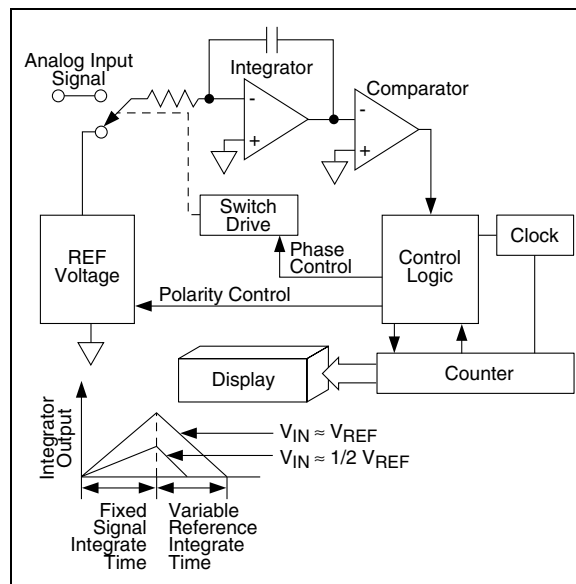 Analog Input
Signal
Integrator
-
+
Comparator
-
+
Switch
Drive
REF
Voltage
Phase
Control
Control
Logic
Clock
Polarity Control
Display
Counter
Integrator
Output
V_IN ≈ V_REF
V_IN ≈ 1/2 V_REF
Fixed
Signal
Integrate
Time
Variable
Reference
Integrate
Time